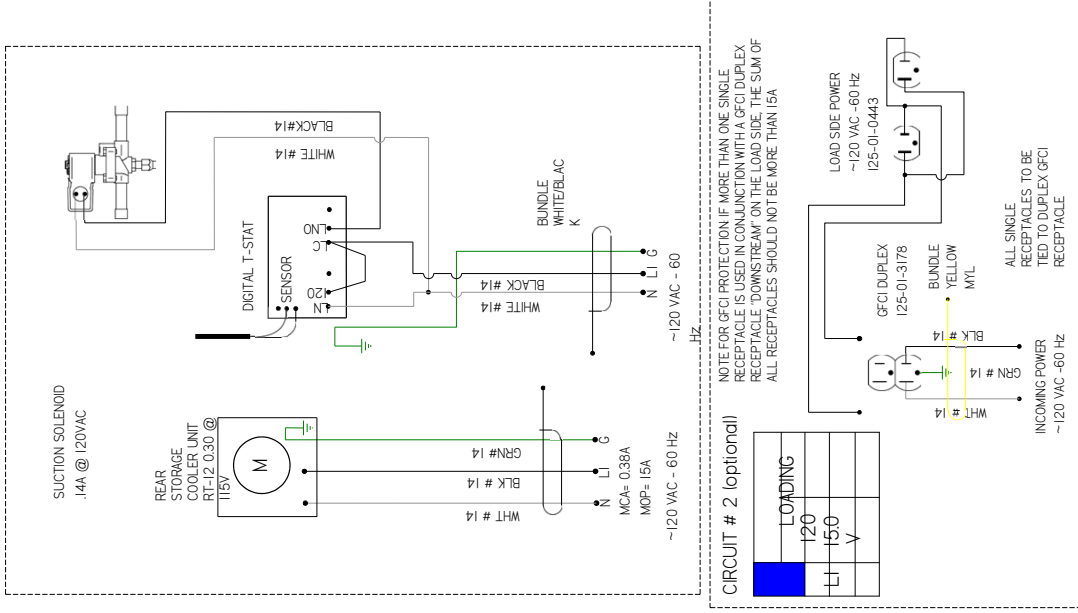 SUCTION SOLENOID
.14A @ 120VAC
BLACK#14
WHITE #14
DIGITAL T-STAT
SENSOR
LNO
LC
120
LN
BUNDLE
WHITE/BLAC
K
BLACK #14
WHITE #14
G
L1
N
~120 VAC - 60
Hz
REAR
STORAGE
COOLER UNIT
RT-12 0.30 @
115V
M
GRN# 14
BLK # 14
WHT # 14
G
L1
N
MCA= 0.38A
MOP= 15A
~120 VAC - 60 Hz
NOTE FOR GFCI PROTECTION IF MORE THAN ONE SINGLE
RECEPTACLE IS USED IN CONJUNCTION WITH A GFCI DUPLEX
RECEPTACLE "DOWNSTREAM" ON THE LOAD SIDE, THE SUM OF
ALL RECEPTACLES SHOULD NOT BE MORE THAN 15A
LOAD SIDE POWER
~120 VAC -60 Hz
125-01-0443
GFCI DUPLEX
125-01-3178
BUNDLE
YELLOW
MYL
ALL SINGLE
RECEPTACLES TO BE
TIED TO DUPLEX GFCI
RECEPTACLE
BLK # 14
GRN # 14
WHT # 14
INCOMING POWER
~120 VAC -60 Hz
CIRCUIT # 2 (optional)
LOADING
120
L1 15.0
V